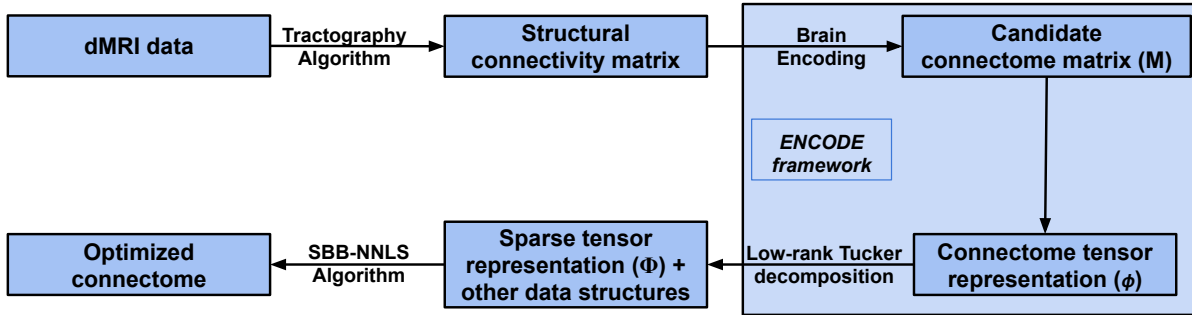 dMRI data
Tractography
Algorithm
Structural
connectivity matrix
Brain
Encoding
Candidate
connectome matrix (M)
ENCODE
framework
Connectome tensor
representation (ϕ)
Low-rank Tucker
decomposition
Sparse tensor
representation (Φ) +
other data structures
SBB-NNLS
Algorithm
Optimized
connectome